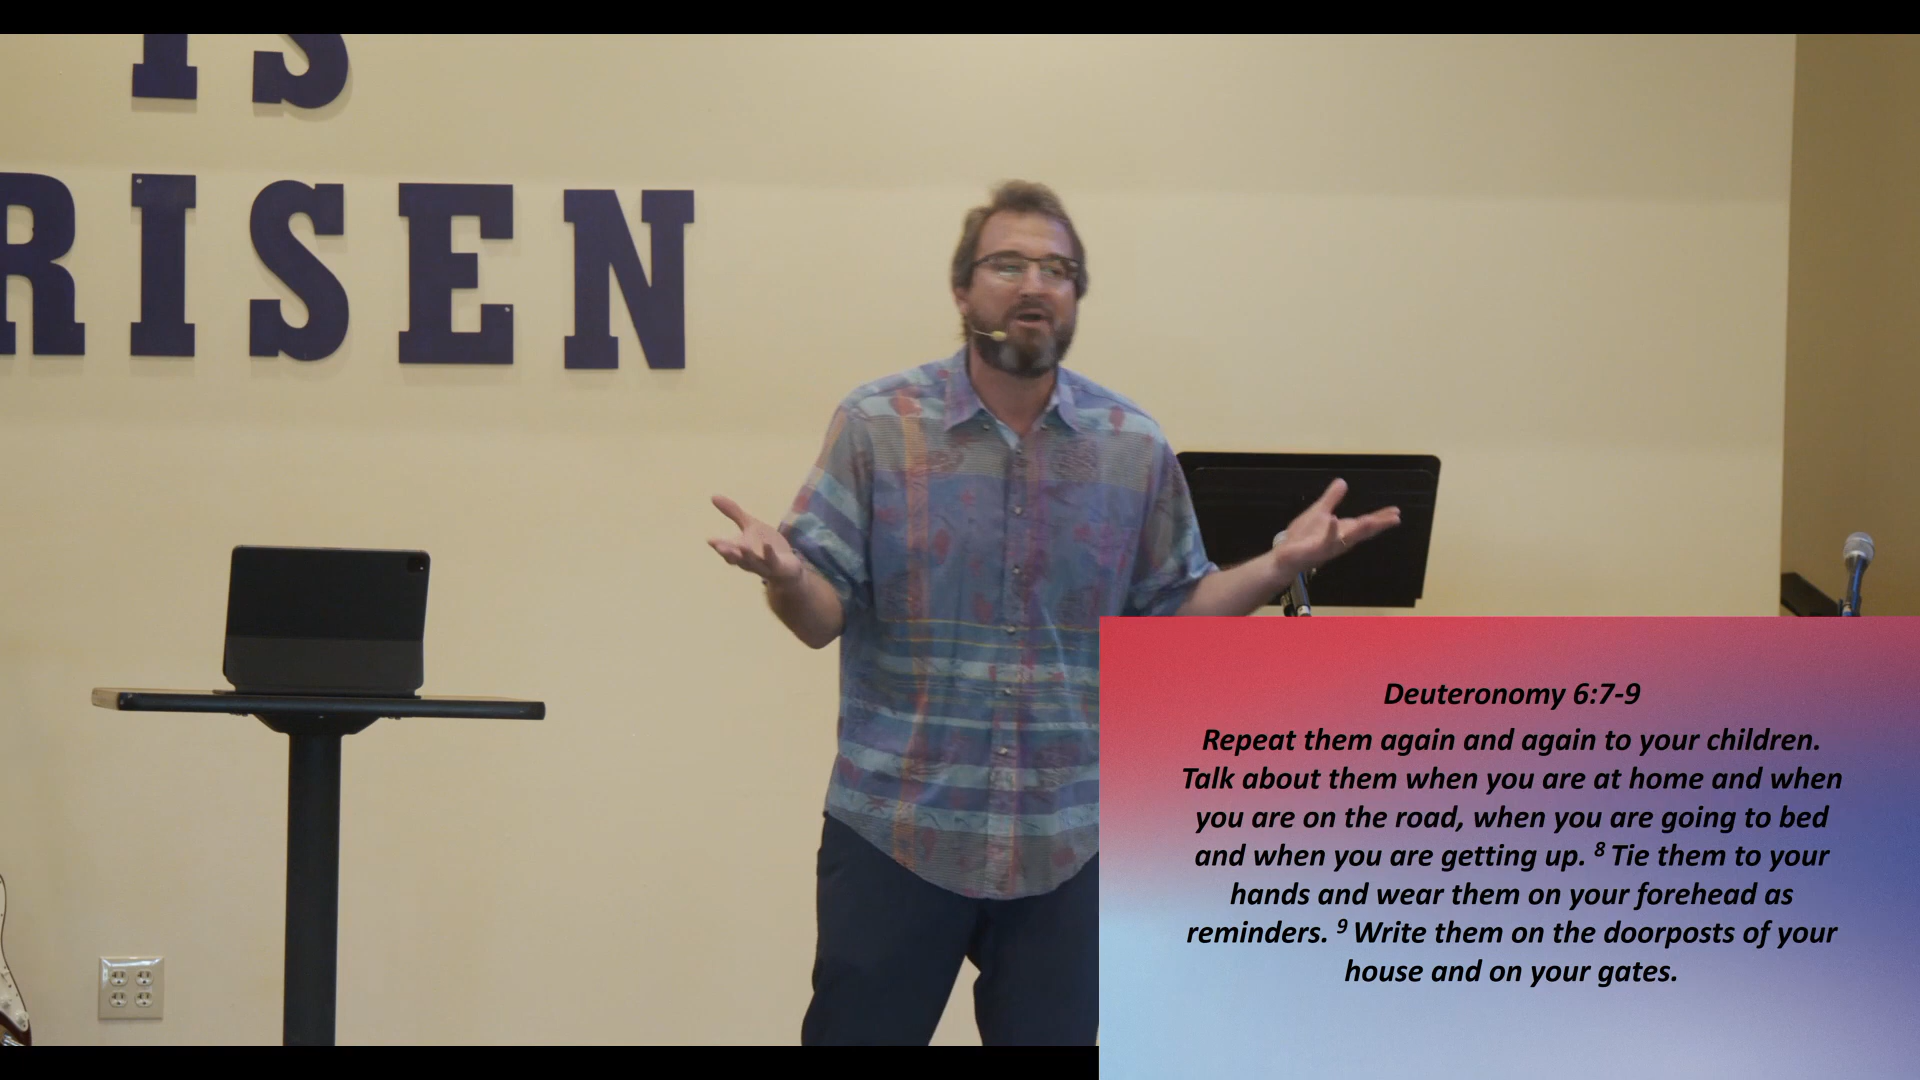 IS
RISEN
Deuteronomy 6:7-9
Repeat them again and again to your children.
Talk about them when you are at home and when
you are on the road, when you are going to bed
and when you are getting up. 8 Tie them to your
hands and wear them on your forehead as
reminders. 9 Write them on the doorposts of your
house and on your gates.